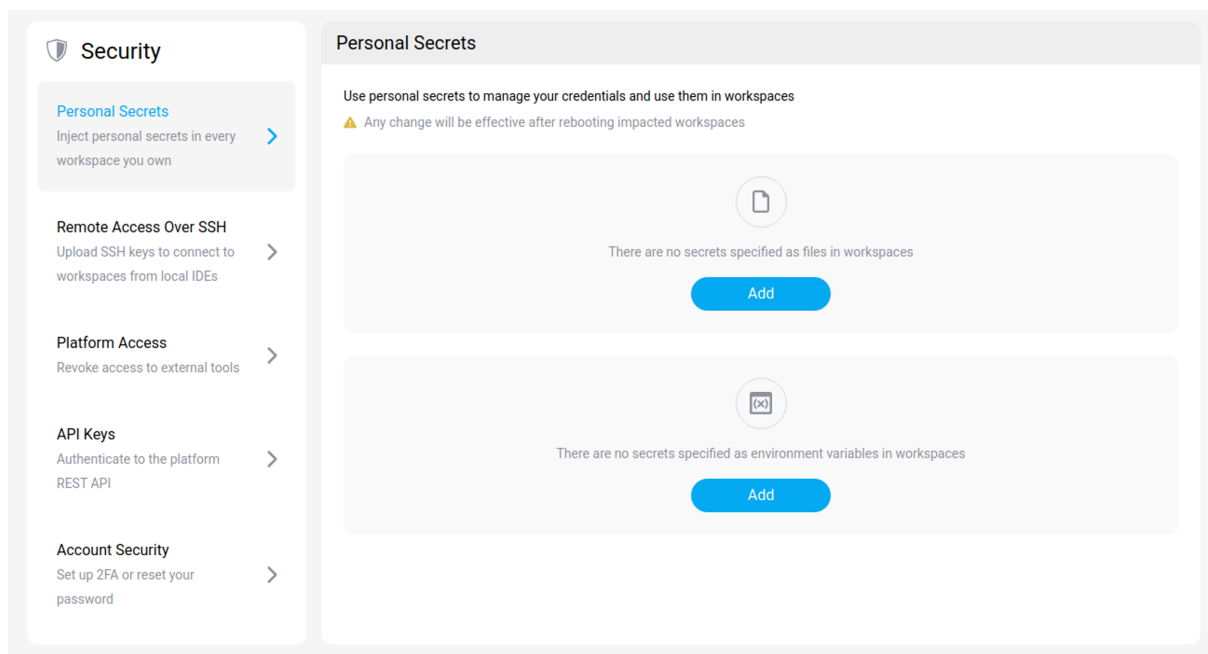 Security
Personal Secrets
Inject personal secrets in every
workspace you own
Remote Access Over SSH
Upload SSH keys to connect to
workspaces from local IDEs
Platform Access
Revoke access to external tools
API Keys
Authenticate to the platform
REST API
Account Security
Set up 2FA or reset your
password
Personal Secrets
Use personal secrets to manage your credentials and use them in workspaces
Any change will be effective after rebooting impacted workspaces
There are no secrets specified as files in workspaces
Add
(x)
There are no secrets specified as environment variables in workspaces
Add